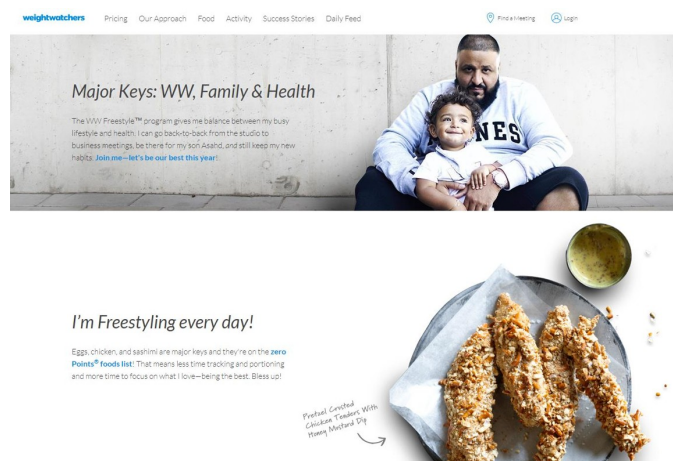 weightwatchers Pricing Our Approach Food Activity Success Stories Daily Feed Find a Meeting Login
Major Keys: WW, Family & Health
The WW Freestyle™ program gives me balance between my busy
lifestyle and health. I can go back-to-back from the studio to
business meetings, be there for my son Asahd, and still keep my new
habits. Join me—let's be our best this year!
NES
I'm Freestyling every day!
Eggs, chicken, and sashimi are major keys and they're on the zero
Points® foods list! That means less time tracking and portioning
and more time to focus on what I love—being the best. Bless up!
Pretzel Crusted
Chicken Tenders With
Honey Mustard Dip